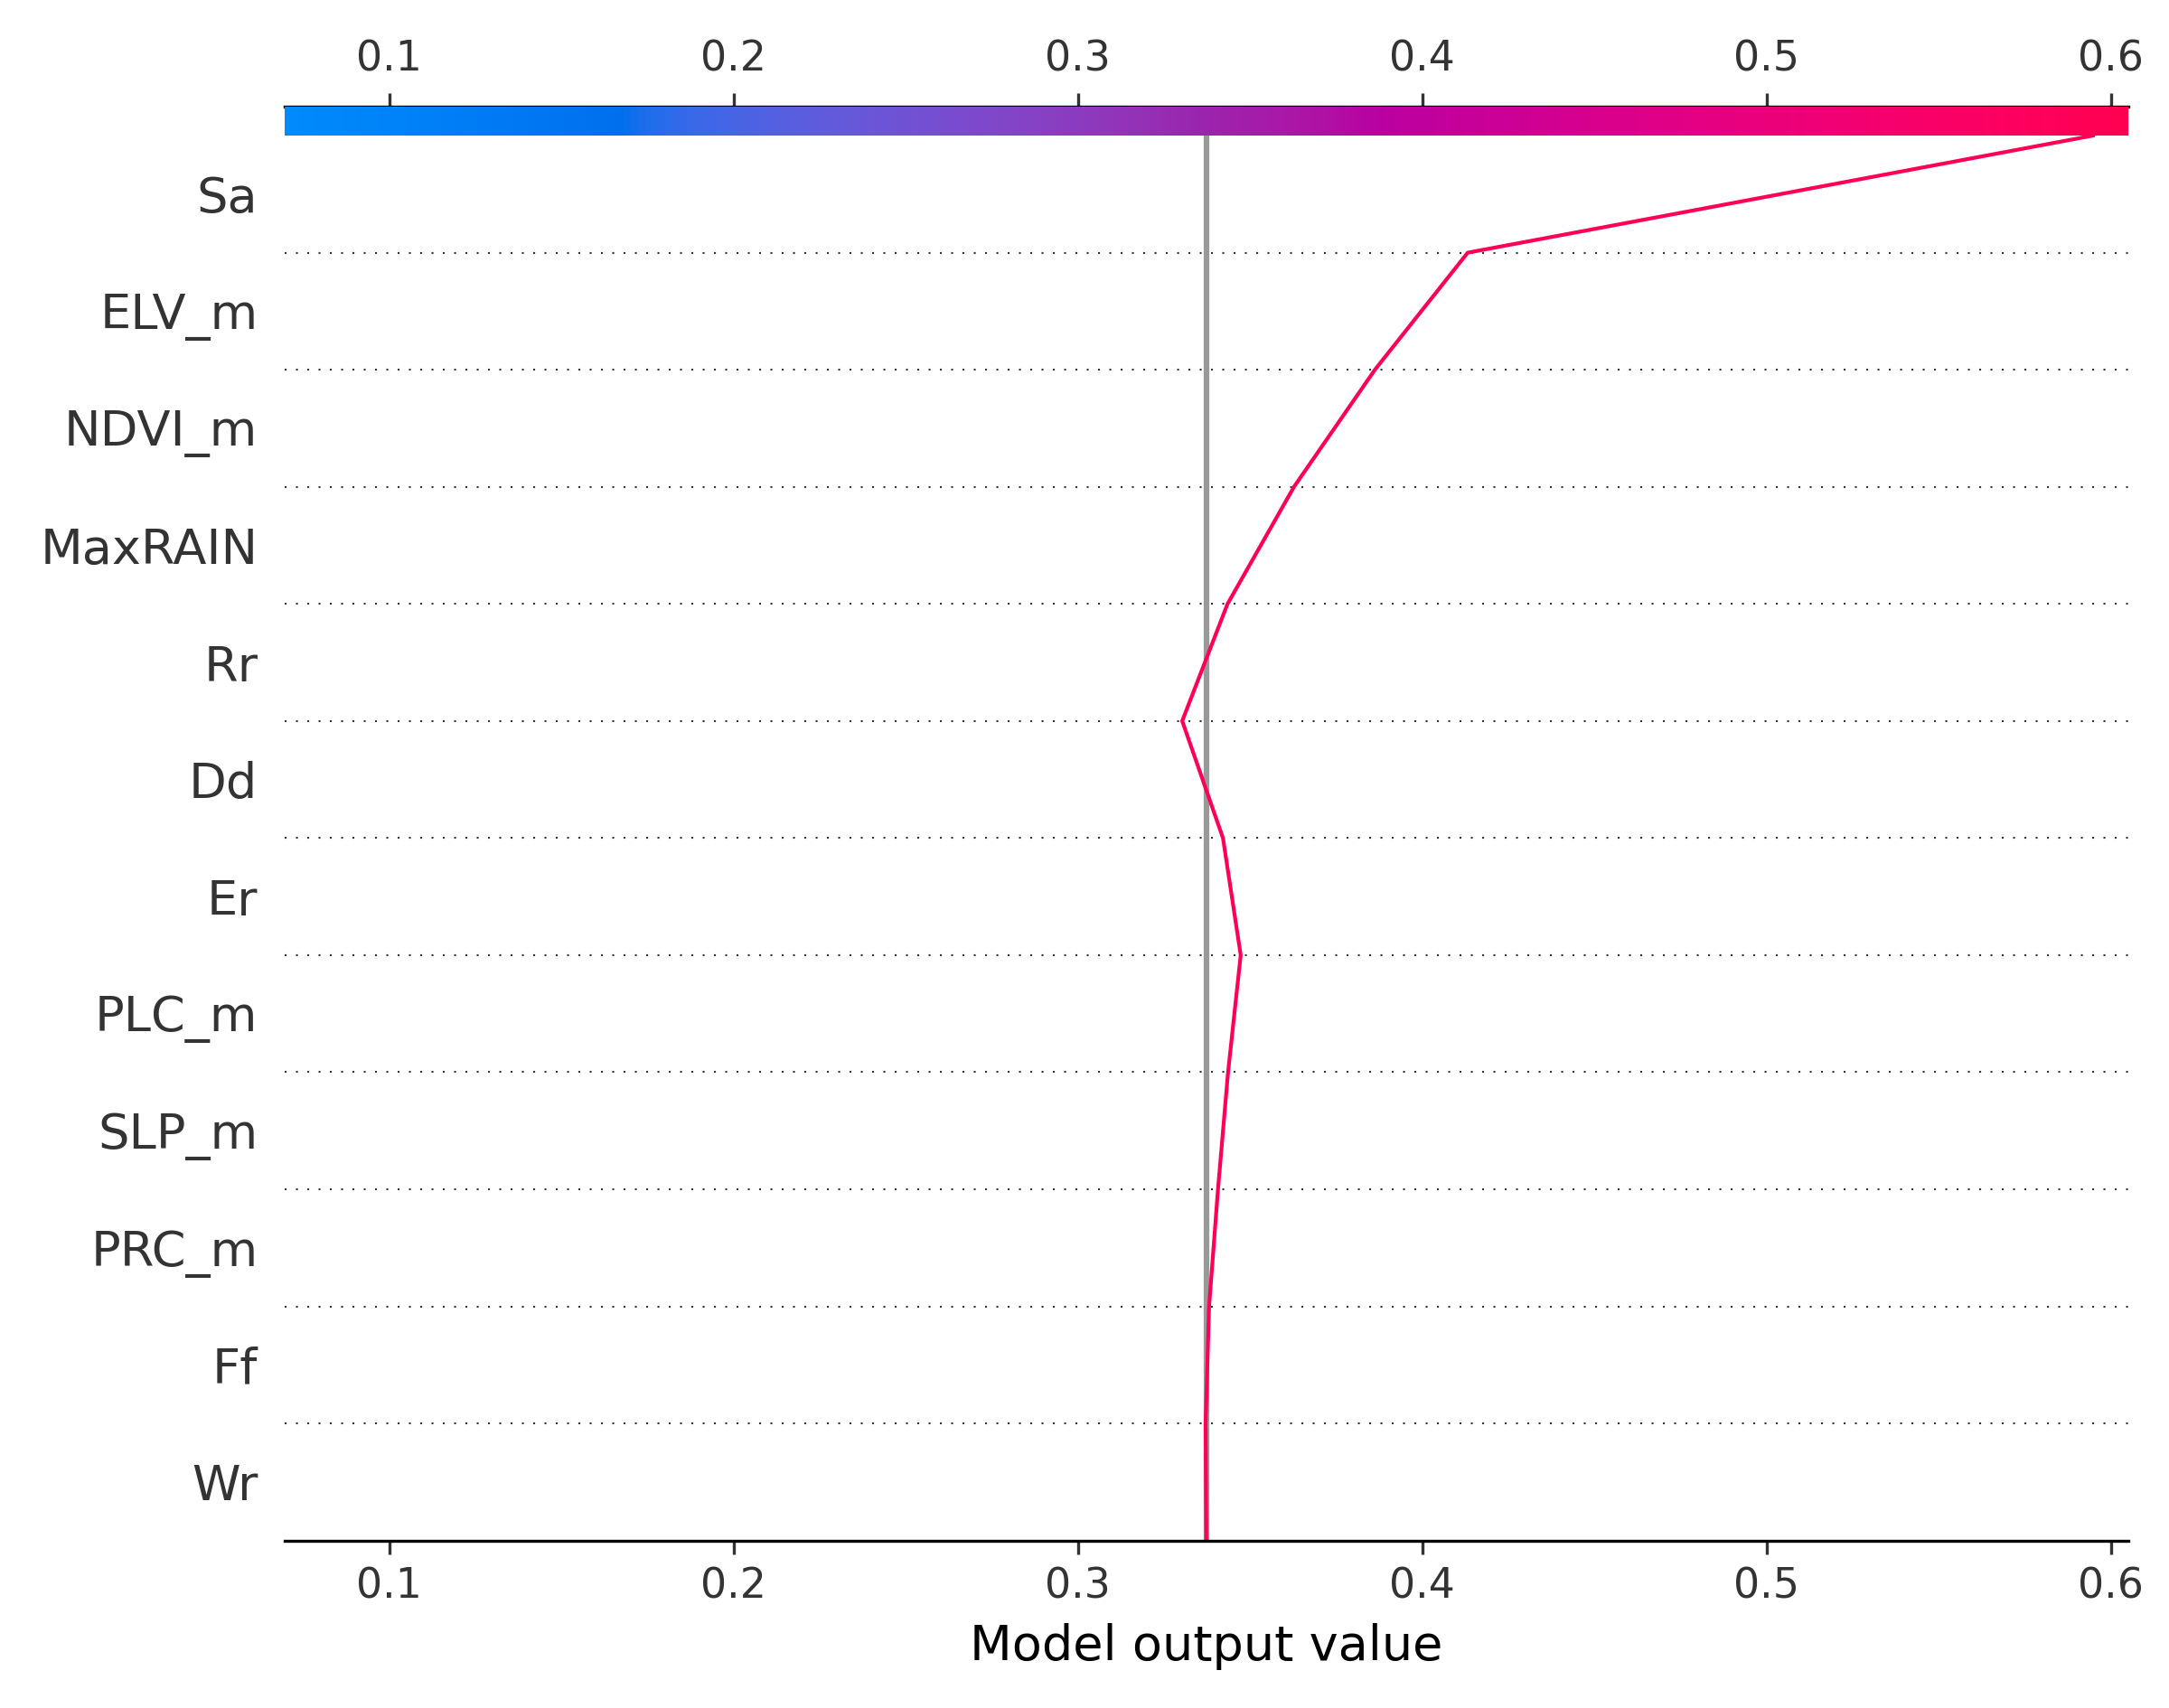 0.1 0.2 0.3 0.4 0.5 0.6
Sa
ELV_m
NDVI_m
MaxRAIN
Rr
Dd
Er
PLC_m
SLP_m
PRC_m
Ff
Wr
0.1 0.2 0.3 0.4 0.5 0.6
Model output value